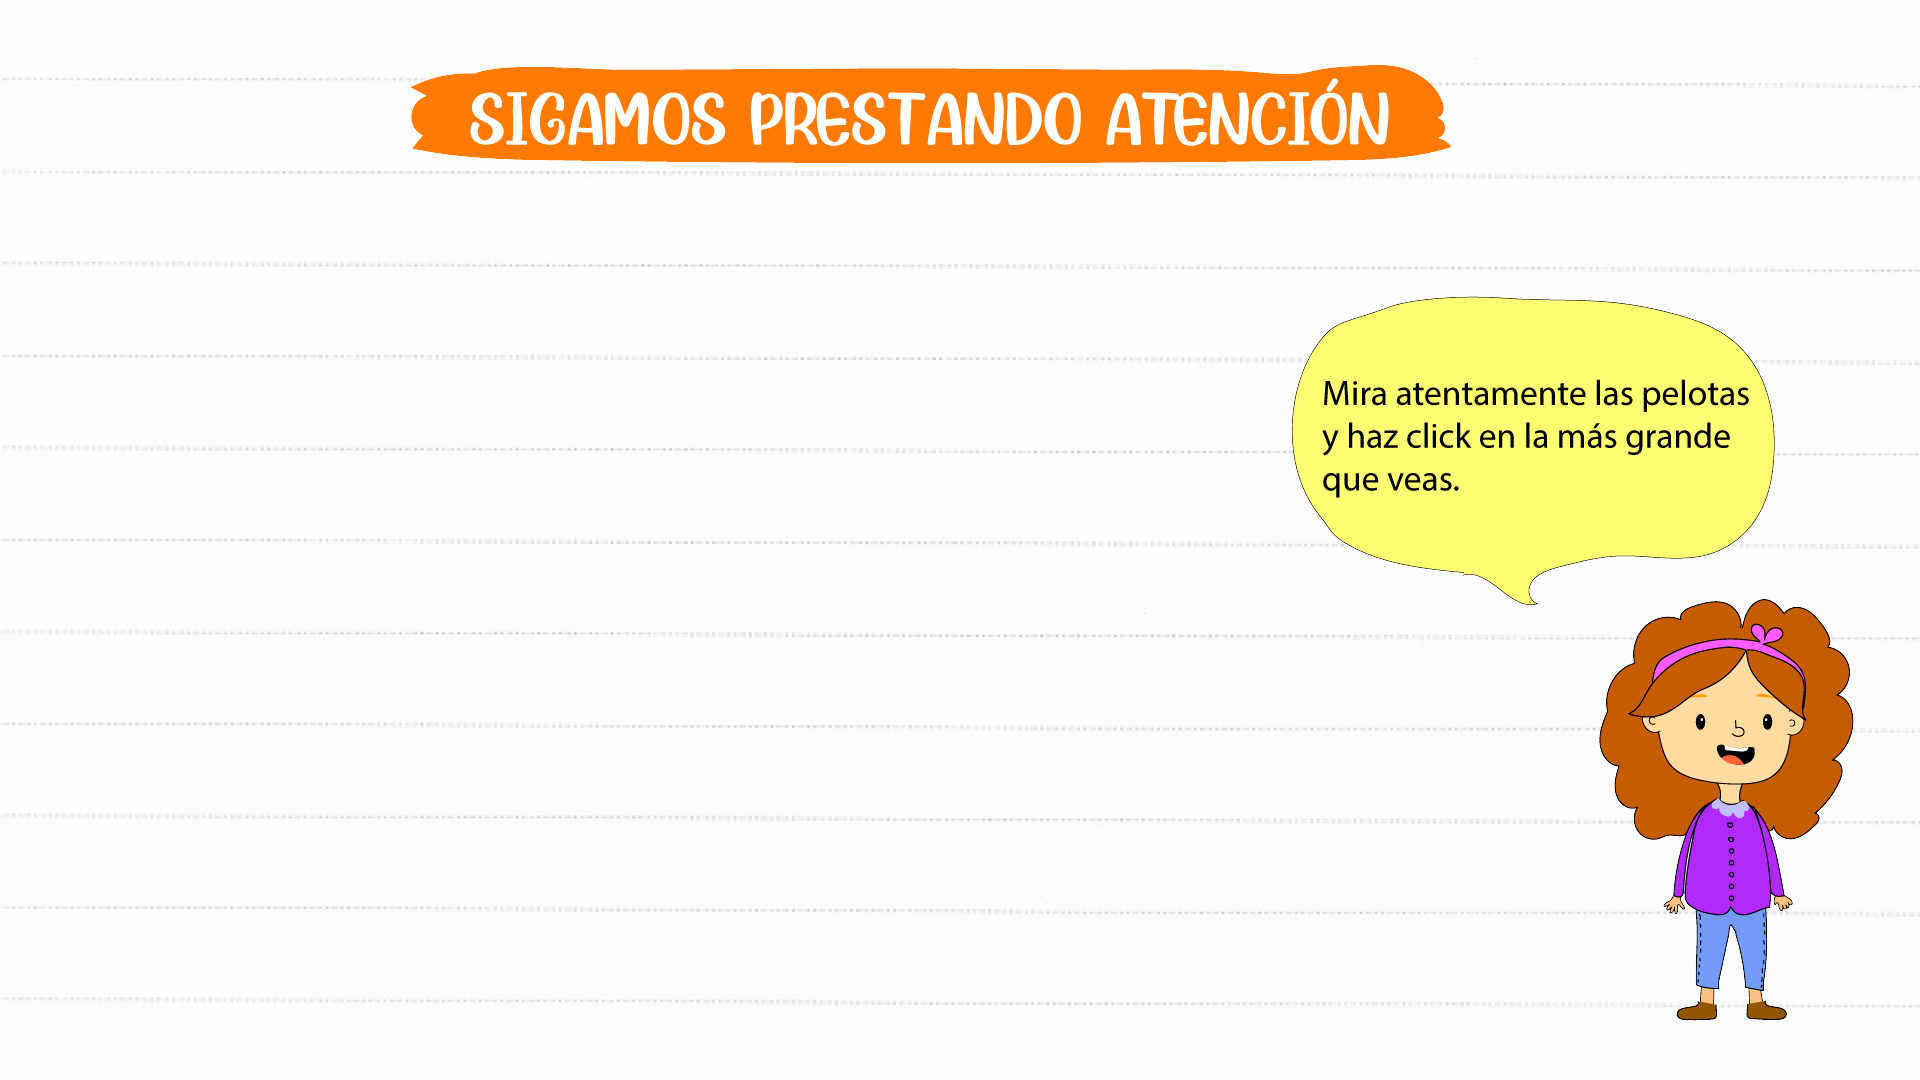 SIGAMOS PRESTANDO ATENCIÓN
Mira atentamente las pelotas
y haz click en la más grande
que veas.